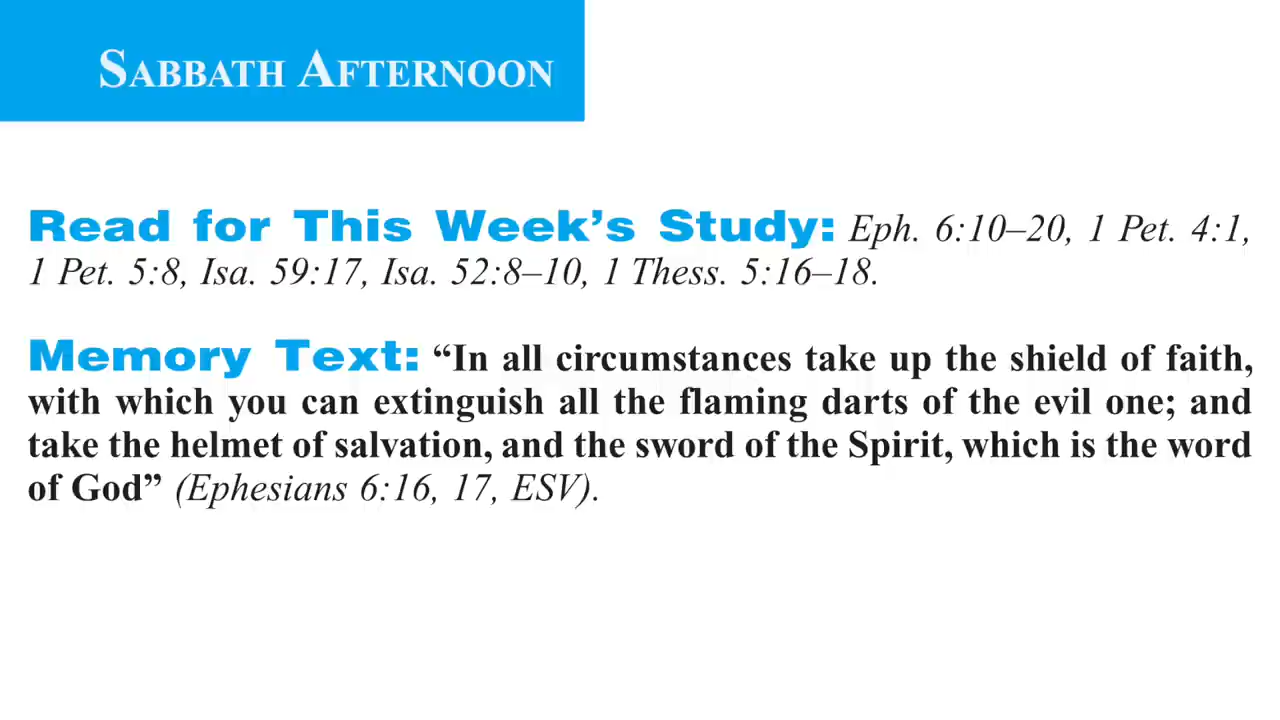 SABBATH AFTERNOON
Read for This Week’s Study: Eph. 6:10–20, 1 Pet. 4:1,
1 Pet. 5:8, Isa. 59:17, Isa. 52:8–10, 1 Thess. 5:16–18.
Memory Text: “In all circumstances take up the shield of faith,
with which you can extinguish all the flaming darts of the evil one; and
take the helmet of salvation, and the sword of the Spirit, which is the word
of God” (Ephesians 6:16, 17, ESV).